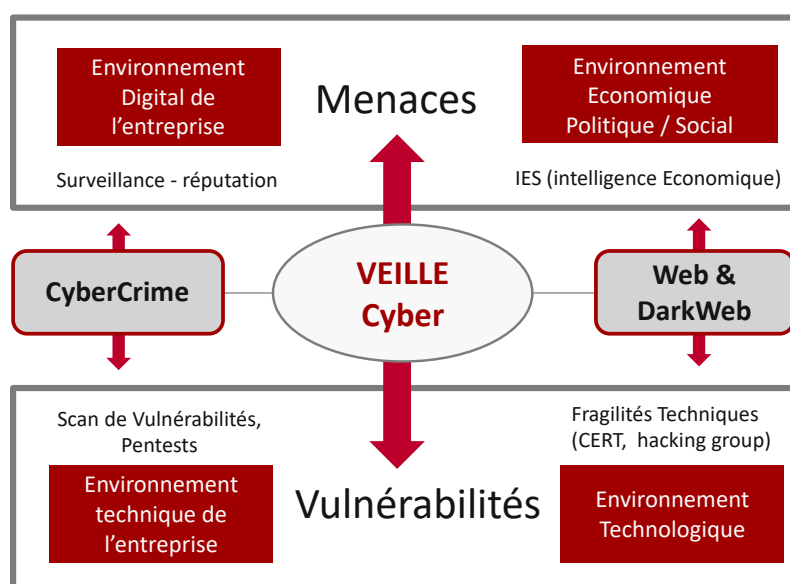 Environnement
Digital de
l'entreprise
Menaces
Environnement
Economique
Politique / Social
Surveillance - réputation
IES (intelligence Economique)
CyberCrime
VEILLE
Cyber
Web &
DarkWeb
Scan de Vulnérabilités,
Pentests
Fragilités Techniques
(CERT, hacking group)
Environnement
technique de
l'entreprise
Vulnérabilités
Environnement
Technologique